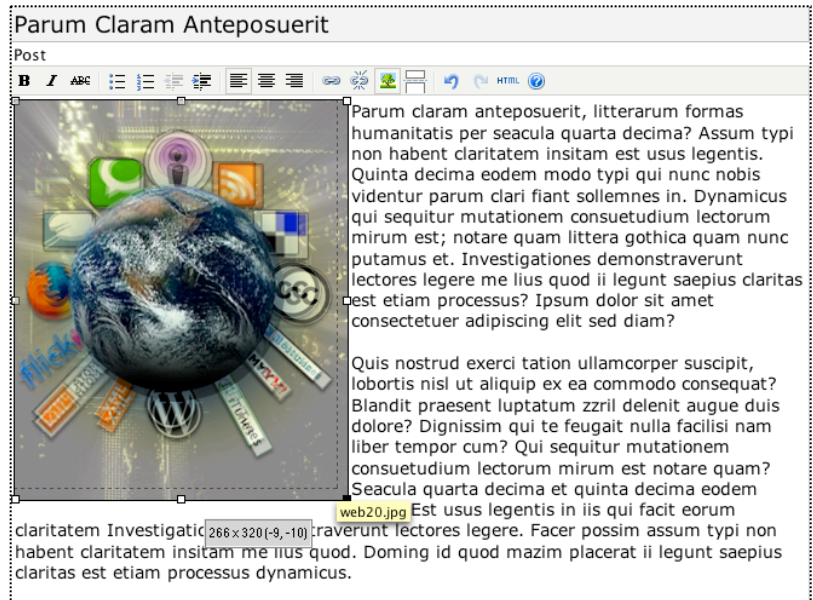 Parum Claram Anteposuerit
Post
B I ABC HTML ?
Parum claram anteposuerit, litterarum formas
humanitatis per seacula quarta decima? Assum typi
non habent claritatem insitam est usus legentis.
Quinta decima eodem modo typi qui nunc nobis
videntur parum clari fiant sollemnes in. Dynamicus
qui sequitur mutationem consuetudium lectorum
mirum est; notare quam littera gothica quam nunc
putamus et. Investigationes demonstraverunt
lectores legere me lius quod ii legunt saepius claritas
est etiam processus? Ipsum dolor sit amet
consectetuer adipiscing elit sed diam?
Quis nostrud exerci tation ullamcorper suscipit,
lobortis nisl ut aliquip ex ea commodo consequat?
Blandit praesent luptatum zzril delenit augue duis
dolore? Dignissim qui te feugait nulla facilisi nam
liber tempor cum? Qui sequitur mutationem
consuetudium lectorum mirum est notare quam?
Seacula quarta decima et quinta decima eodem
Est usus legentis in iis qui facit eorum
claritatem Investigatio traverunt lectores legere. Facer possim assum typi non
habent claritatem insitam me lius quod. Doming id quod mazim placerat ii legunt saepius
claritas est etiam processus dynamicus.
web20.jpg
266 x 320 (-9, -10)
flickr
cc
W